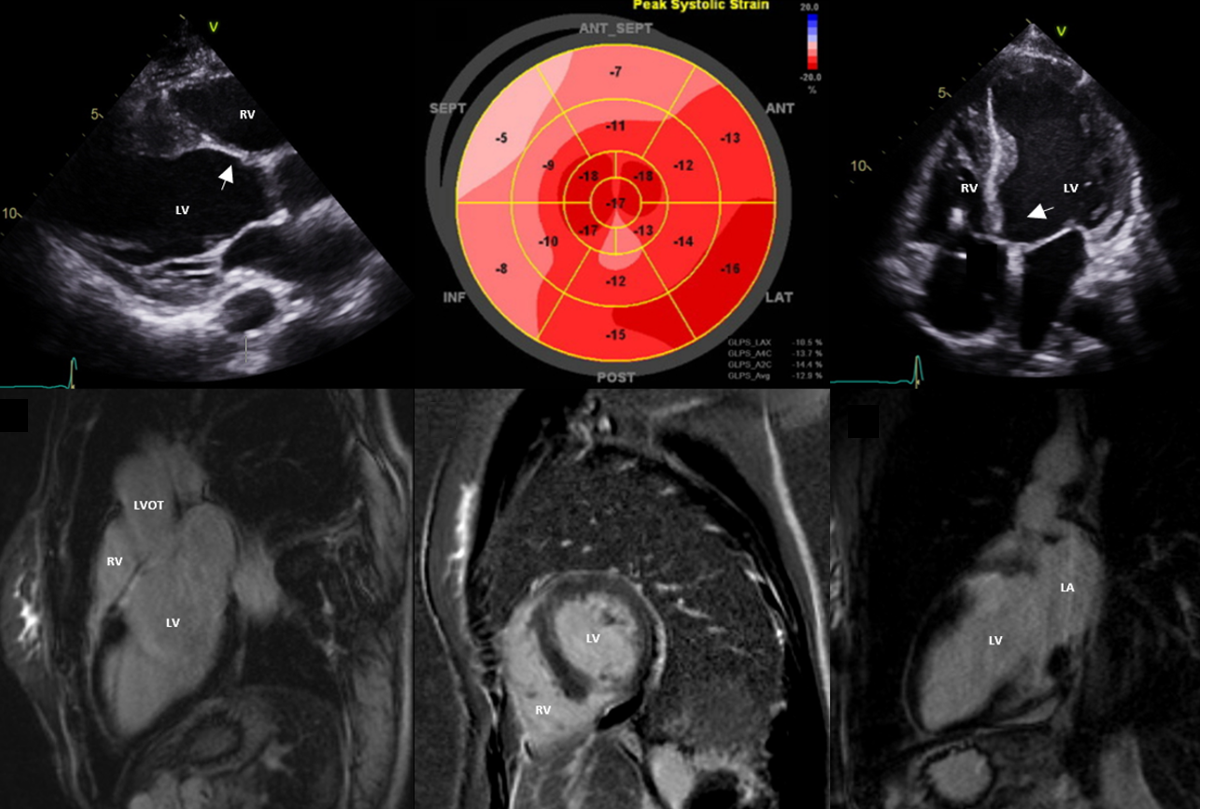 V
5
10
RV
LV
Peak Systolic Strain
20.0
-20.0
%
ANT_SEPT
SEPT
ANT
INF
LAT
POST
-7
-5
-13
-11
-9
-12
-18
-18
-17
-17
-13
-10
-14
-8
-12
-16
-15
GLPS_LAX
GLPS_A4C -13.7 %
GLPS_A2C -14.4 %
GLPS_Avg -12.9 %
V
5
10
RV
LV
LVOT
RV
LV
LV
RV
LA
LV